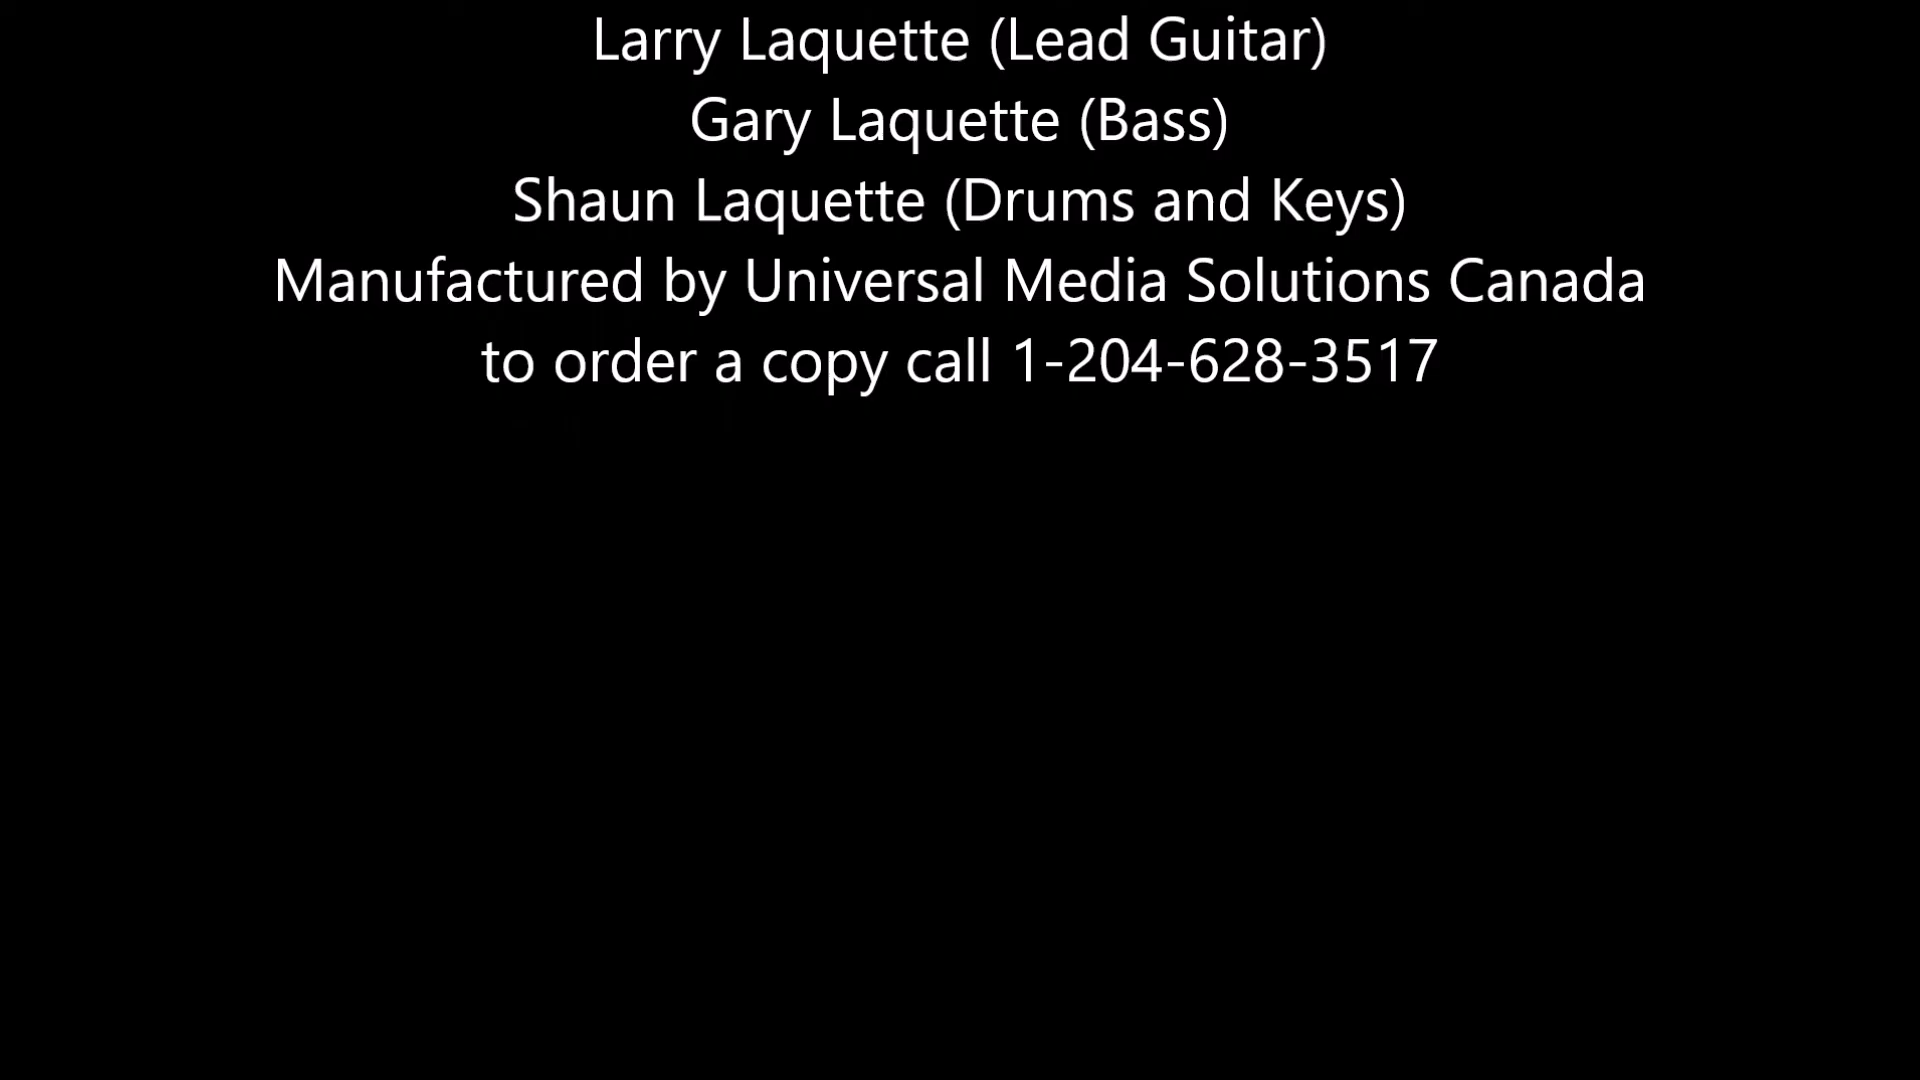 Larry Laquette (Lead Guitar)
Gary Laquette (Bass)
Shaun Laquette (Drums and Keys)
Manufactured by Universal Media Solutions Canada
to order a copy call 1-204-628-3517